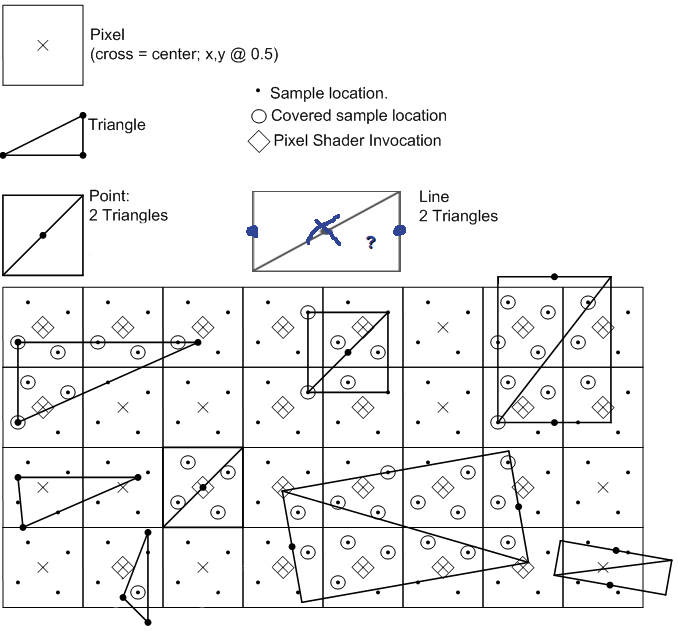 Pixel
(cross = center; x,y @ 0.5)
Sample location.
Covered sample location
Triangle
Pixel Shader Invocation
Point:
2 Triangles
Line
2 Triangles
?